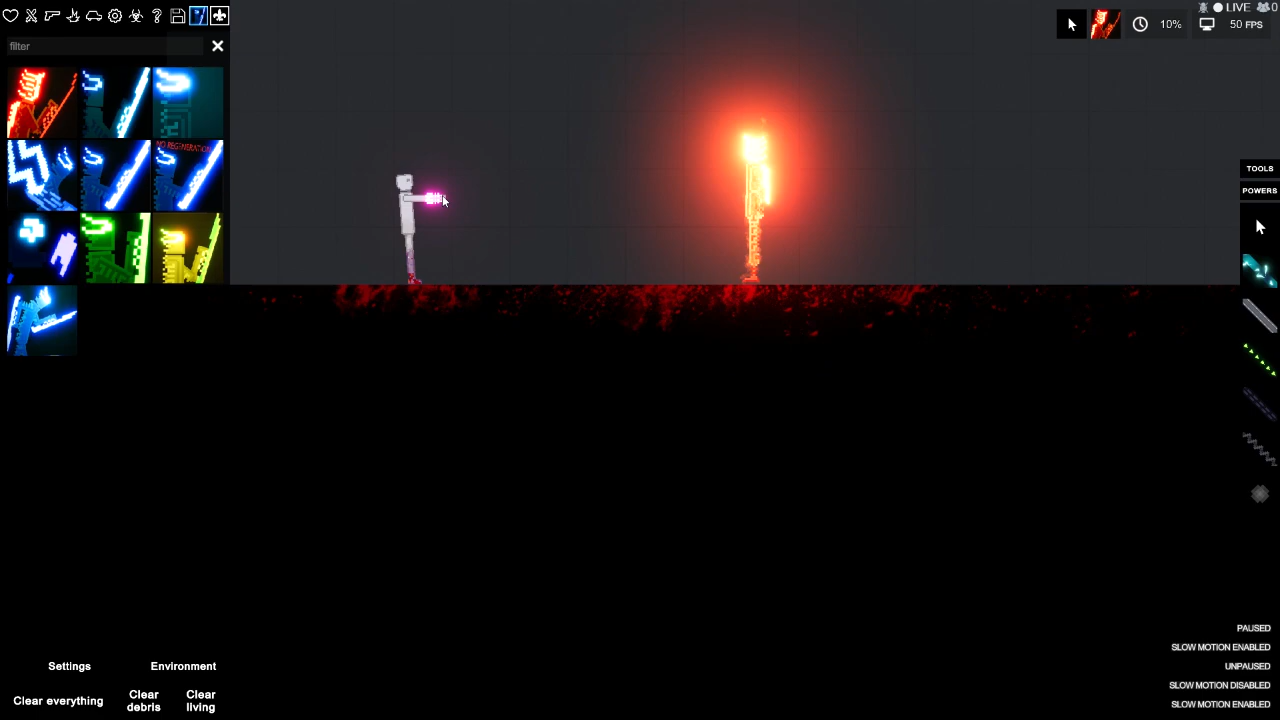 LIVE 0
10%
50 FPS
filter
NO REGENERATION
TOOLS
POWERS
PAUSED
SLOW MOTION ENABLED
UNPAUSED
SLOW MOTION DISABLED
SLOW MOTION ENABLED
Settings
Environment
Clear everything
Clear debris
Clear living